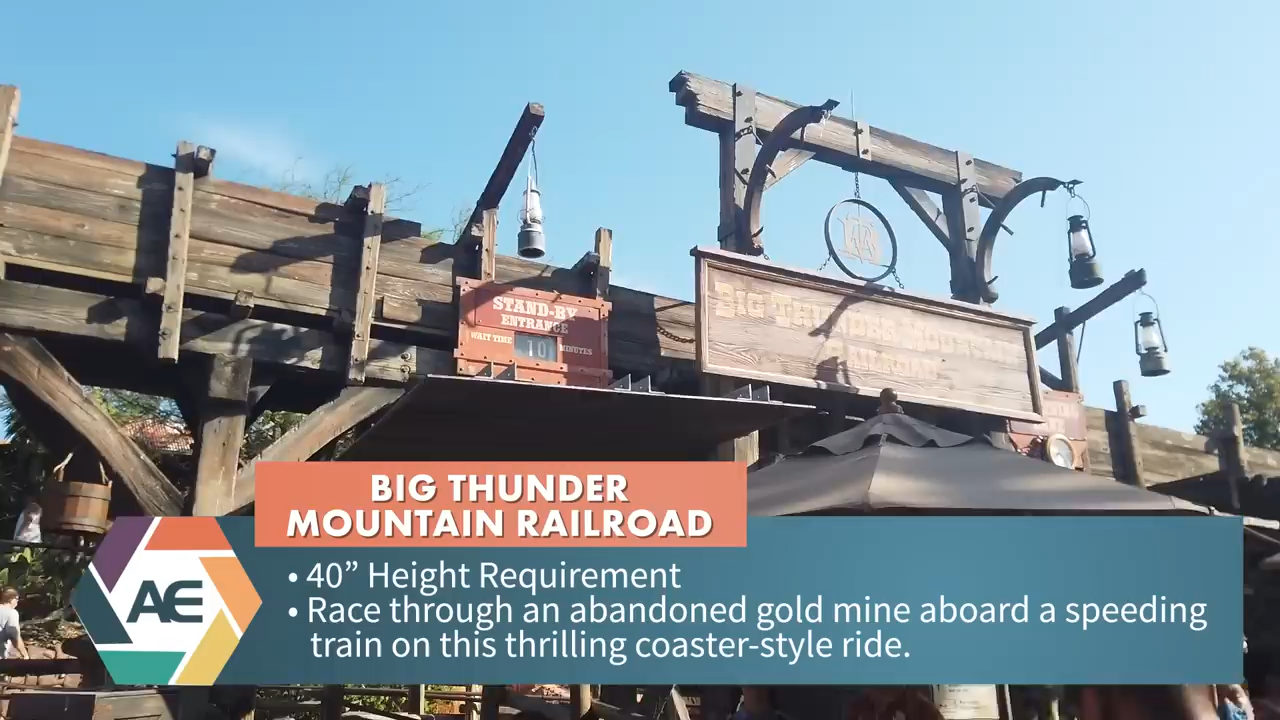 STAND-BY
ENTRANCE
WAIT TIME 10 MINUTES
BIG THUNDER MOUNTAIN
RAILROAD
BIG THUNDER
MOUNTAIN RAILROAD
AE
• 40” Height Requirement
• Race through an abandoned gold mine aboard a speeding
train on this thrilling coaster-style ride.